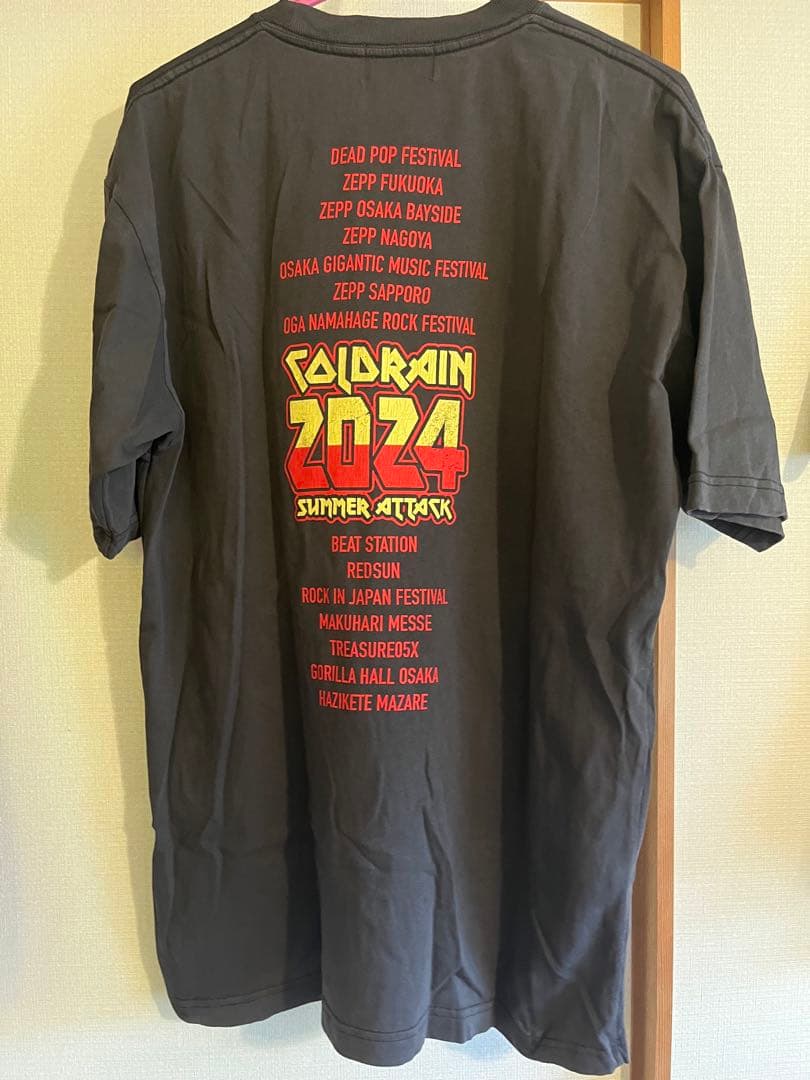 DEAD POP FESTiVAL
ZEPP FUKUOKA
ZEPP OSAKA BAYSIDE
ZEPP NAGOYA
OSAKA GIGANTIC MUSIC FESTIVAL
ZEPP SAPPORO
OGA NAMAHAGE ROCK FESTIVAL
COLDRAIN
2024
SUMMER ATTACK
BEAT STATION
REDSUN
ROCK IN JAPAN FESTIVAL
MAKUHARI MESSE
TREASURE05X
GORILLA HALL OSAKA
HAZIKETE MAZARE